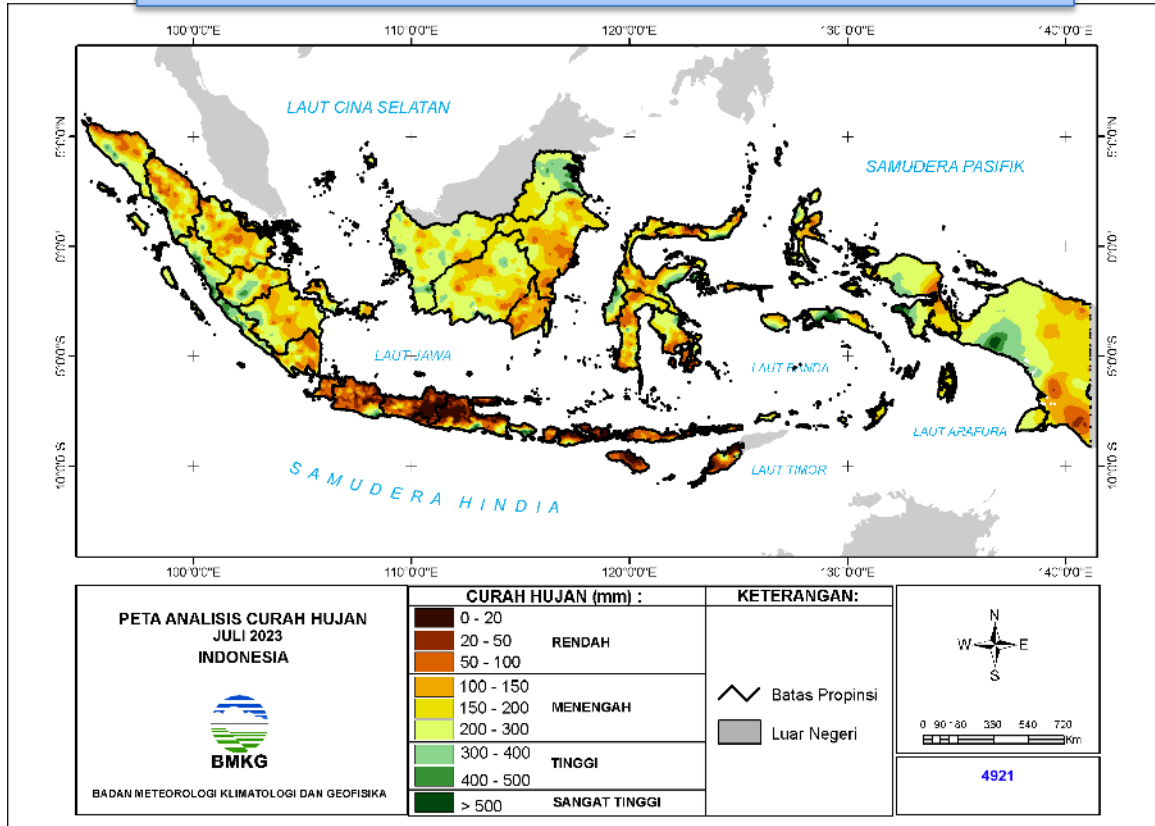 100°0'0"E 110°0'0"E 120°0'0"E 130°0'0"E 140°0'0"E
5°0'0"N
0°0'0"
5°0'0"S
10°0'0"S
LAUT CINA SELATAN
SAMUDERA PASIFIK
LAUT JAWA
LAUT BANDA
LAUT ARAFURA
LAUT TIMOR
SAMUDERA HINDIA
5°0'0"N
0°0'0"
5°0'0"S
10°0'0"S
100°0'0"E 110°0'0"E 120°0'0"E 130°0'0"E 140°0'0"E
PETA ANALISIS CURAH HUJAN
JULI 2023
INDONESIA
BMKG
BADAN METEOROLOGI KLIMATOLOGI DAN GEOFISIKA
CURAH HUJAN (mm) :
0 - 20
20 - 50
50 - 100
RENDAH
100 - 150
150 - 200
200 - 300
MENENGAH
300 - 400
400 - 500
TINGGI
> 500
SANGAT TINGGI
KETERANGAN:
Batas Propinsi
Luar Negeri
N
W E
S
0 90 180 360 540 720
Km
4921